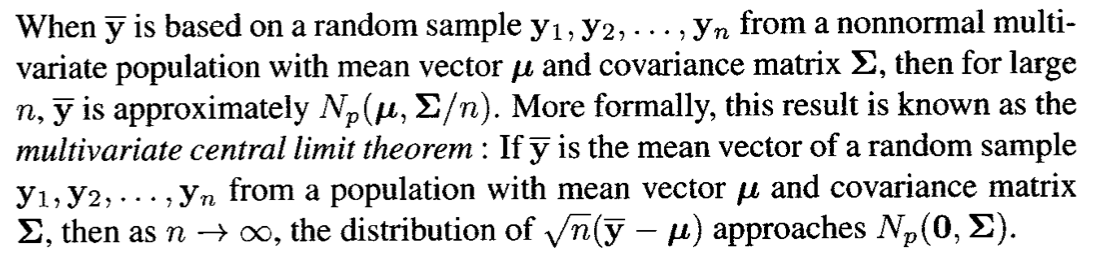 When y̅ is based on a random sample y₁, y₂, . . . , yₙ from a nonnormal multi-
variate population with mean vector μ and covariance matrix Σ, then for large
n, y̅ is approximately Nₚ(μ, Σ/n). More formally, this result is known as the
multivariate central limit theorem : If y̅ is the mean vector of a random sample
y₁, y₂, . . . , yₙ from a population with mean vector μ and covariance matrix
Σ, then as n → ∞, the distribution of √n(y̅ − μ) approaches Nₚ(0, Σ).